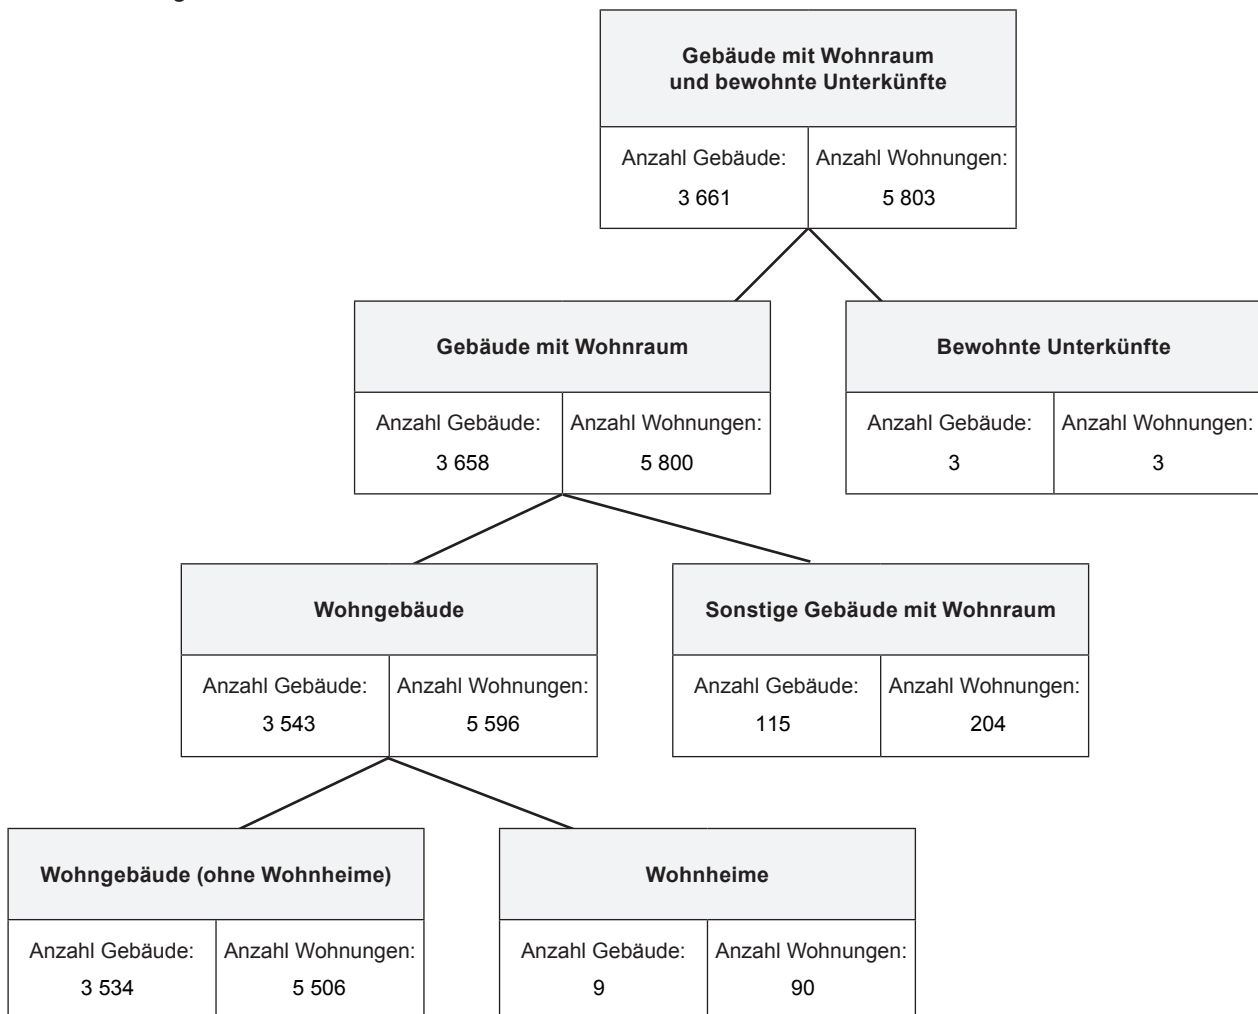 Gebäude mit Wohnraum
und bewohnte Unterkünfte
Anzahl Gebäude: Anzahl Wohnungen:
3 661 5 803
Gebäude mit Wohnraum Bewohnte Unterkünfte
Anzahl Gebäude: Anzahl Wohnungen: Anzahl Gebäude: Anzahl Wohnungen:
3 658 5 800 3 3
Wohngebäude Sonstige Gebäude mit Wohnraum
Anzahl Gebäude: Anzahl Wohnungen: Anzahl Gebäude: Anzahl Wohnungen:
3 543 5 596 115 204
Wohngebäude (ohne Wohnheime) Wohnheime
Anzahl Gebäude: Anzahl Wohnungen: Anzahl Gebäude: Anzahl Wohnungen:
3 534 5 506 9 90